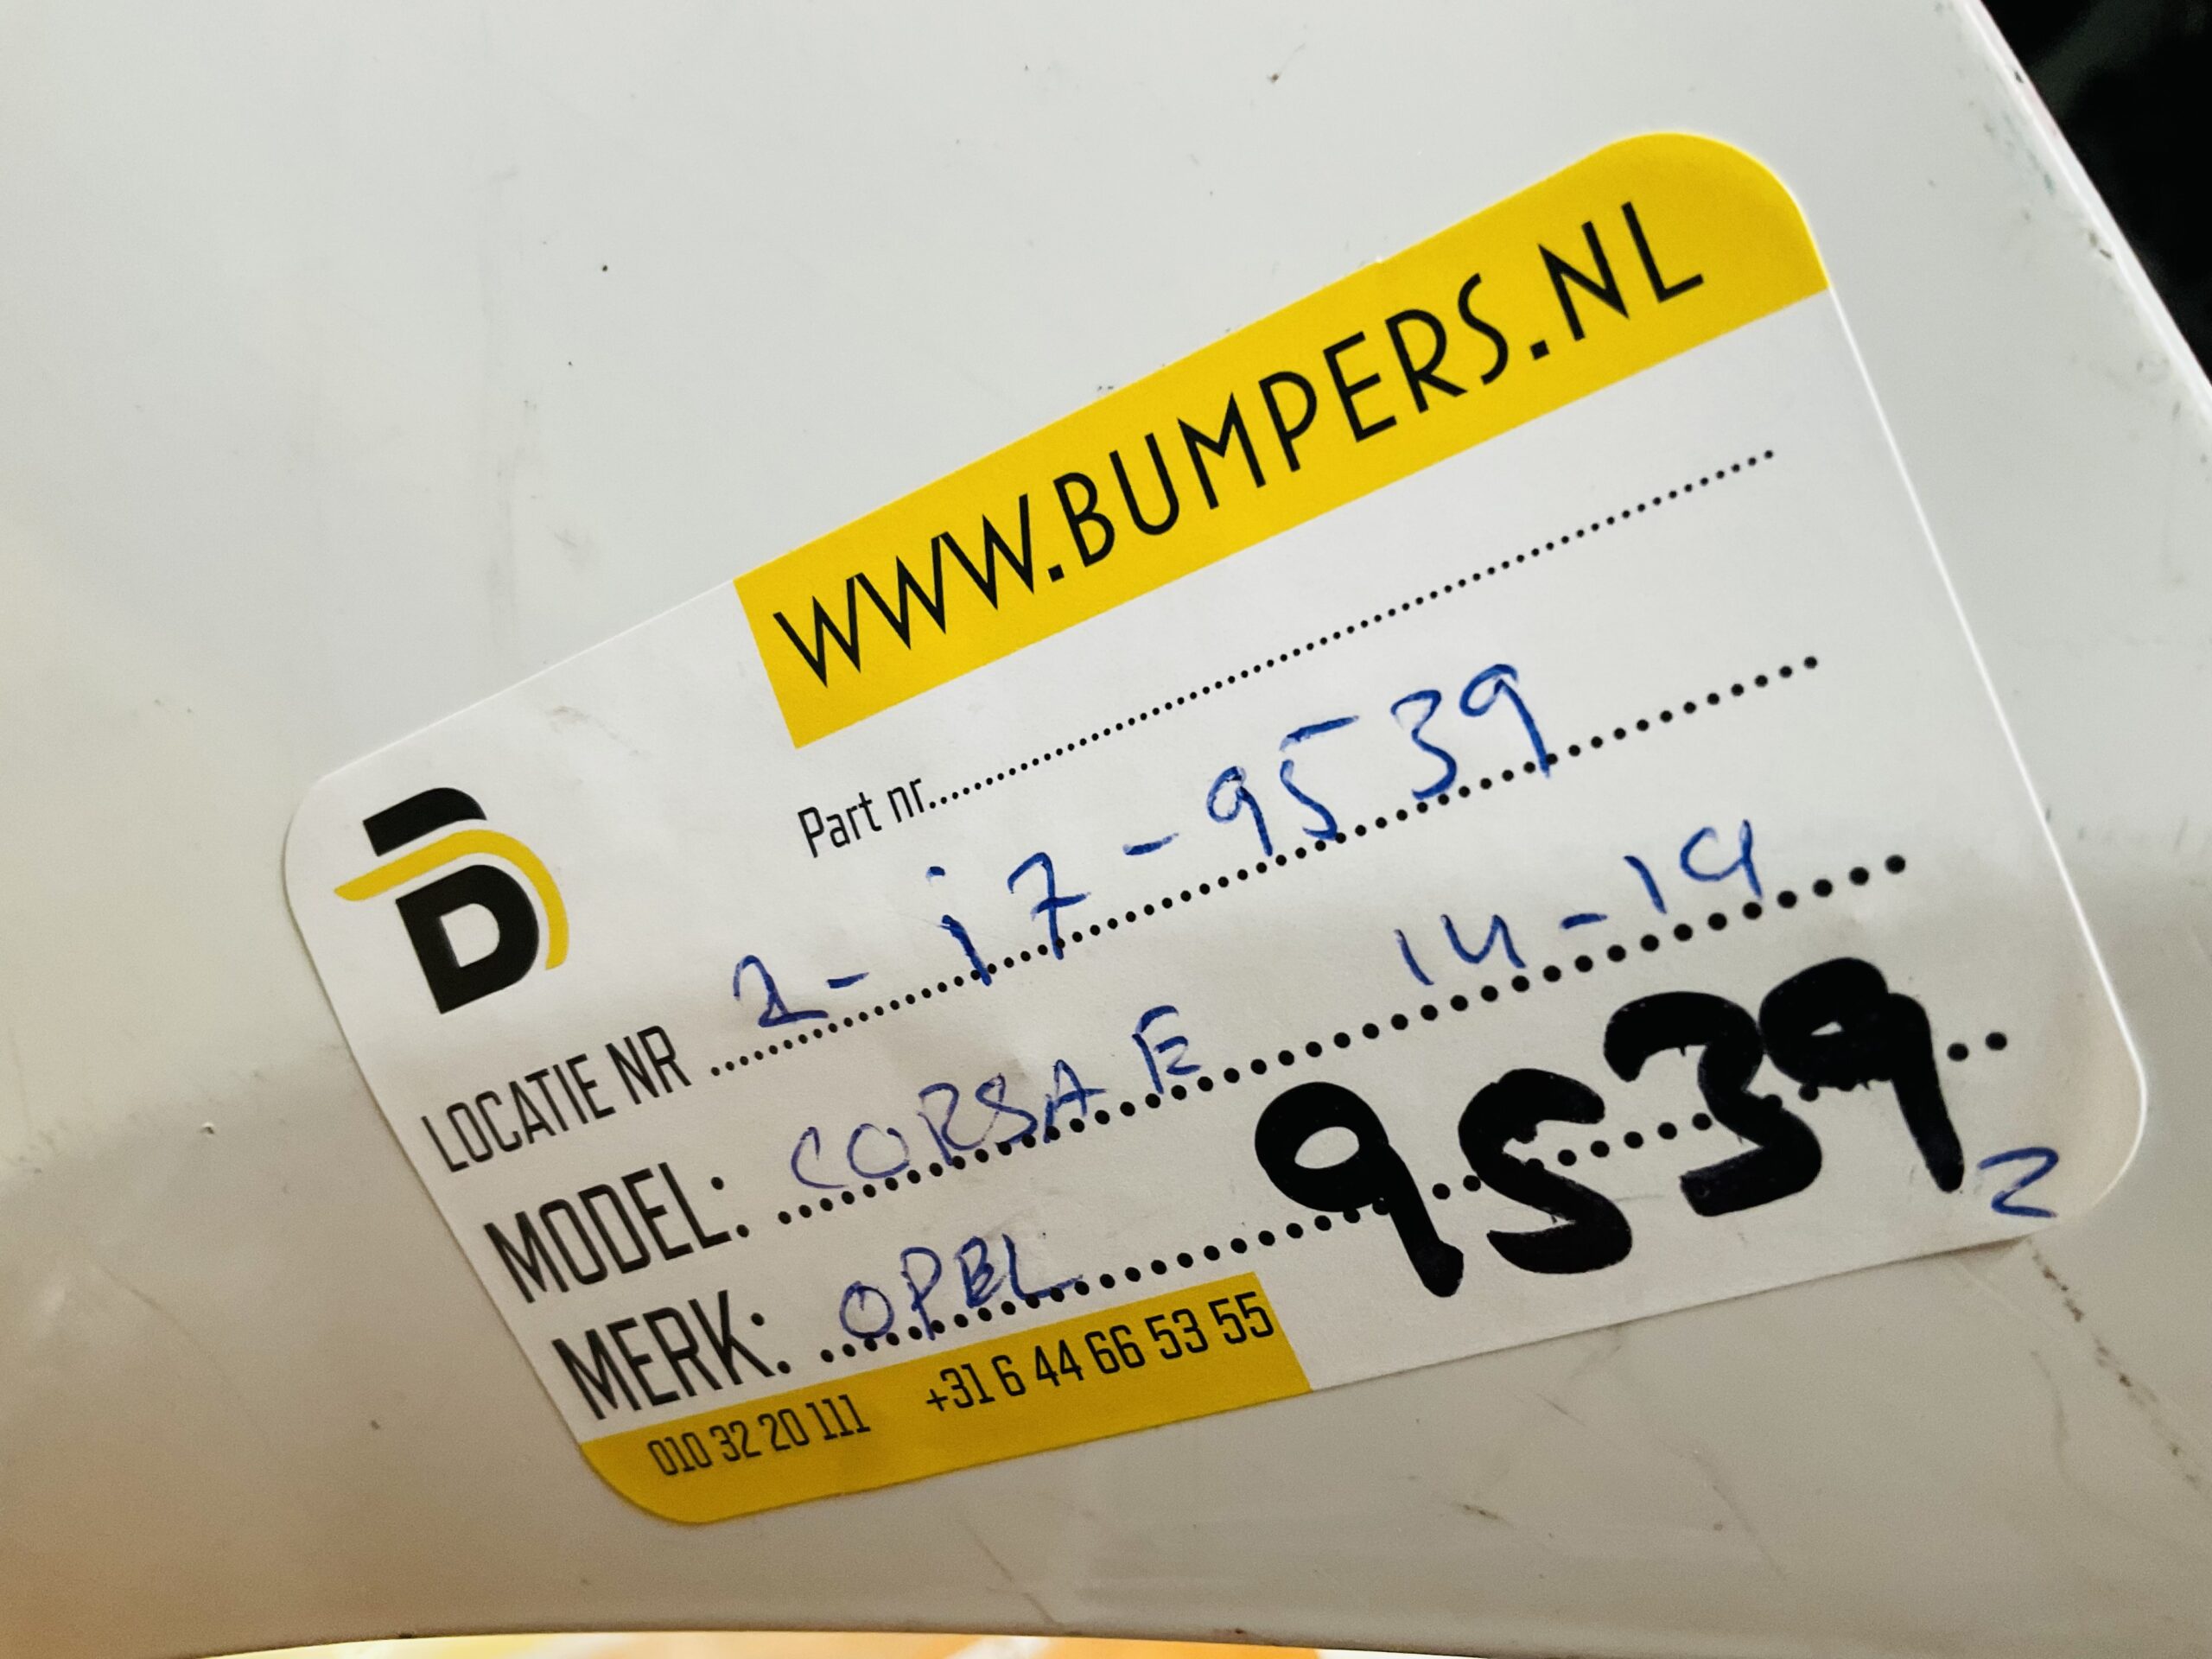 WWW.BUMPERS.NL
Part nr.
LOCATIE NR 2-i7-9539
MODEL: CORSA E 14-19
MERK: OPEL 9539 2
010 32 20 111 +31 6 44 66 53 55